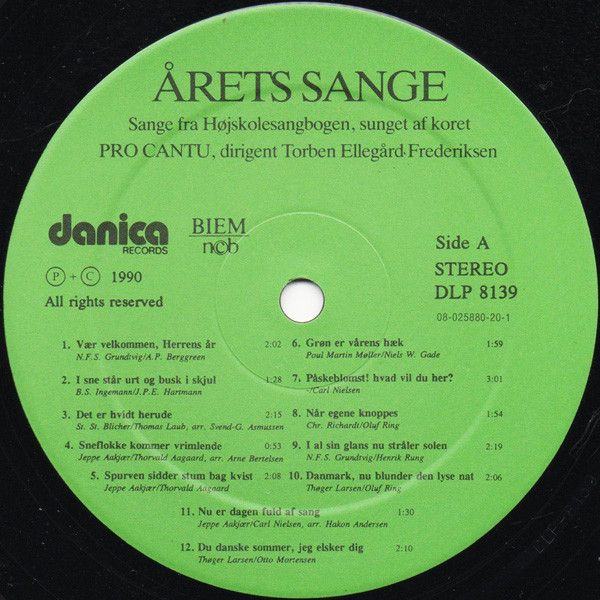 ÅRETS SANGE
Sange fra Højskolesangbogen, sunget af koret
PRO CANTU, dirigent Torben Ellegård Frederiksen
danica
RECORDS
BIEM
ncb
Side A
STEREO
DLP 8139
08-025880-20-1
Ⓟ + Ⓒ 1990
All rights reserved
1. Vær velkommen, Herrens år 2:02
N.F.S. Grundtvig/A.P. Berggreen
2. I sne står urt og busk i skjul 1:28
B.S. Ingemann/J.P.E. Hartmann
3. Det er hvidt herude 2:15
St. St. Blicher/Thomas Laub, arr. Svend-G. Asmussen
4. Sneflokke kommer vrimlende 0:53
Jeppe Aakjær/Thorvald Aagaard, arr. Arne Bertelsen
5. Spurven sidder stum bag kvist 2:08
Jeppe Aakjær/Thorvald Aagaard
6. Grøn er vårens hæk 1:59
Poul Martin Møller/Niels W. Gade
7. Påskeblomst! hvad vil du her? 3:01
-/Carl Nielsen
8. Når egene knoppes 1:54
Chr. Richardt/Oluf Ring
9. I al sin glans nu stråler solen 2:19
N.F.S. Grundtvig/Henrik Rung
10. Danmark, nu blunder den lyse nat 2:06
Thøger Larsen/Oluf Ring
11. Nu er dagen fuld af sang 1:30
Jeppe Aakjær/Carl Nielsen, arr. Hakon Andersen
12. Du danske sommer, jeg elsker dig 2:10
Thøger Larsen/Otto Mortensen